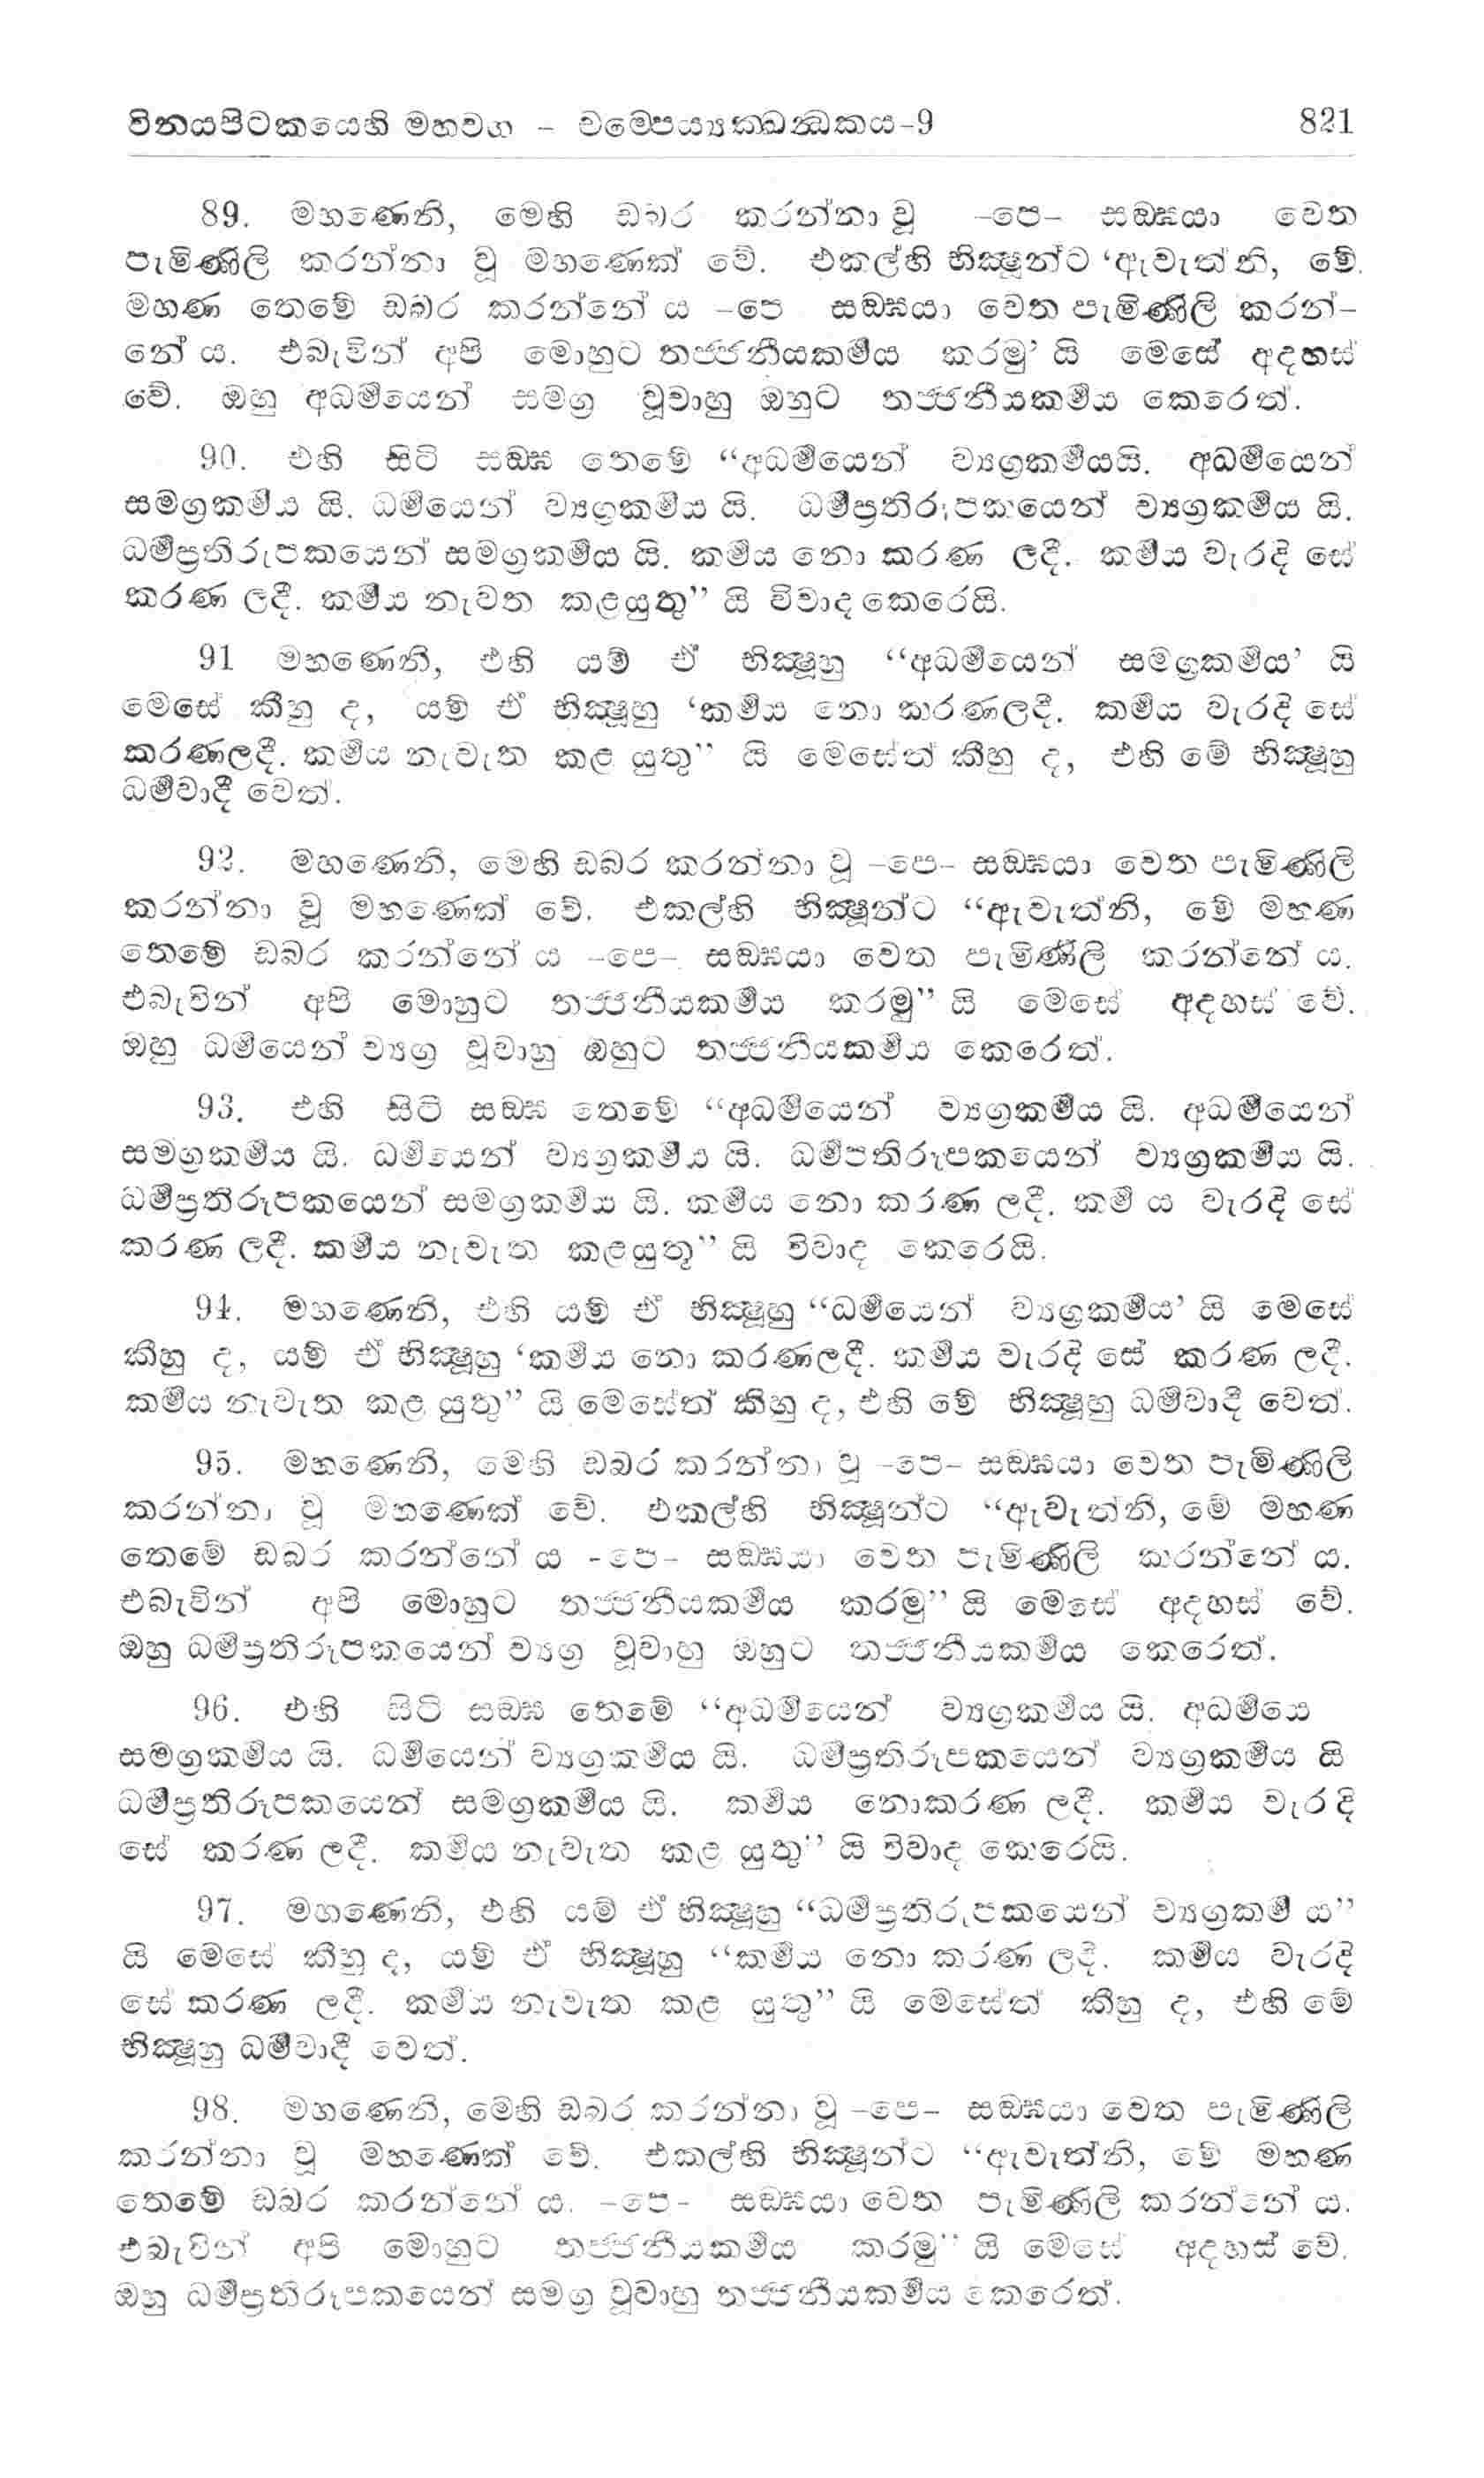 විනයපිටකයෙහි මහවග - චම්පෙය්‍යක්ඛන්ධකය-9 821
89. මහණෙනි, මෙහි ඩබර කරන්නා වූ -පෙ- සඞ්ඝයා වෙත
පැමිණිලි කරන්නා වූ මහණෙක් වේ. එකල්හි භික්‍ෂූන්ට ‘ඇවැත්නි, මේ
මහණ තෙමේ ඩබර කරන්නේ ය -පෙ සඞ්ඝයා වෙත පැමිණිලි කරන්-
නේ ය. එබැවින් අපි මොහුට තජ්ජනීයකර්‍මය කරමු’ යි මෙසේ අදහස්
වේ. ඔහු අධර්‍මයෙන් සමග්‍ර වූවාහු ඔහුට තජ්ජනීයකර්‍මය කෙරෙත්.
90. එහි සිටි සඞ්ඝ තෙමේ “අධර්‍මයෙන් ව්‍යග්‍රකර්‍මයයි. අධර්‍මයෙන්
සමග්‍රකර්‍මය යි. ධර්‍මයෙන් ව්‍යග්‍රකර්‍මය යි. ධර්‍මප්‍රතිරූපකයෙන් ව්‍යග්‍රකර්‍මය යි.
ධර්‍මප්‍රතිරූපකයෙන් සමග්‍රකර්‍මය යි. කර්‍මය නො කරණ ලදී. කර්‍මය වැරදි සේ
කරණ ලදී. කර්‍මය නැවත කළයුතු” යි විවාද කෙරෙයි.
91 මහණෙනි, එහි යම් ඒ භික්‍ෂූහු “අධර්‍මයෙන් සමග්‍රකර්‍මය’ යි
මෙසේ කීහු ද, යම් ඒ භික්‍ෂූහු ‘කර්‍මය නො කරණලදී. කර්‍මය වැරදි සේ
කරණලදී. කර්‍මය නැවැත කළ යුතු” යි මෙසේත් කීහු ද, එහි මේ භික්‍ෂූහු
ධර්‍මවාදී වෙත්.
92. මහණෙනි, මෙහි ඩබර කරන්නා වූ -පෙ- සඞ්ඝයා වෙත පැමිණිලි
කරන්නා වූ මහණෙක් වේ. එකල්හි භික්‍ෂූන්ට “ඇවැත්නි, මේ මහණ
තෙමේ ඩබර කරන්නේ ය -පෙ- සඞ්ඝයා වෙත පැමිණිලි කරන්නේ ය.
එබැවින් අපි මොහුට තජ්ජනීයකර්‍මය කරමු” යි මෙසේ අදහස් වේ.
ඔහු ධර්‍මයෙන් ව්‍යග්‍ර වූවාහු ඔහුට තජ්ජනීයකර්‍මය කෙරෙත්.
93. එහි සිටි සඞ්ඝ තෙමේ “අධර්‍මයෙන් ව්‍යග්‍රකර්‍මය යි. අධර්‍මයෙන්
සමග්‍රකර්‍මය යි. ධර්‍මයෙන් ව්‍යග්‍රකර්‍මය යි. ධර්‍මපතිරූපකයෙන් ව්‍යග්‍රකර්‍මය යි.
ධර්‍මප්‍රතිරූපකයෙන් සමග්‍රකර්‍මය යි. කර්‍මය නො කරණ ලදී. කර්‍ම ය වැරදි සේ
කරණ ලදී. කර්‍මය නැවැත කළයුතු” යි විවාද කෙරෙයි.
94. මහණෙනි, එහි යම් ඒ භික්‍ෂූහු “ධර්‍මයෙන් ව්‍යග්‍රකර්‍මය’ යි මෙසේ
කීහු ද, යම් ඒ භික්‍ෂූහු ‘කර්‍මය නො කරණලදී. කර්‍මය වැරදි සේ කරණ ලදී.
කර්‍මය නැවැත කළ යුතු” යි මෙසේත් කිහු ද, එහි මේ භික්‍ෂූහු ධර්‍මවාදී වෙත්.
95. මහණෙනි, මෙහි ඩබර කරන්නා වූ -පෙ- සඞ්ඝයා වෙත පැමිණිලි
කරන්නා වූ මහණෙක් වේ. එකල්හි භික්‍ෂූන්ට “ඇවැත්නි, මේ මහණ
තෙමේ ඩබර කරන්නේ ය -පෙ- සඞ්ඝයා වෙත පැමිණිලි කරන්නේ ය.
එබැවින් අපි මොහුට තජ්ජනීයකර්‍මය කරමු” යි මෙසේ අදහස් වේ.
ඔහු ධර්‍මප්‍රතිරූපකයෙන් ව්‍යග්‍ර වූවාහු ඔහුට තජ්ජනීයකර්‍මය කෙරෙත්.
96. එහි සිටි සඞ්ඝ තෙමේ “අධර්‍මයෙන් ව්‍යග්‍රකර්‍මය යි. අධර්‍මයෙ
සමග්‍රකර්‍මය යි. ධර්‍මයෙන් ව්‍යග්‍රකර්‍මය යි. ධර්‍මප්‍රතිරූපකයෙන් ව්‍යග්‍රකර්‍මය යි
ධර්‍මප්‍රතිරූපකයෙන් සමග්‍රකර්‍මය යි. කර්‍මය නොකරණ ලදී. කර්‍මය වැරදි
සේ කරණ ලදී. කර්‍මය නැවැත කළ යුතු” යි විවාද කෙරෙයි.
97. මහණෙනි, එහි යම් ඒ භික්‍ෂූහු “ධර්‍මප්‍රතිරූපකයෙන් ව්‍යග්‍රකර්‍ම ය”
යි මෙසේ කීහු ද, යම් ඒ භික්‍ෂූහු “කර්‍මය නො කරණ ලදි. කර්‍මය වැරදි
සේ කරණ ලදී. කර්‍මය නැවැත කළ යුතු” යි මෙසේත් කීහු ද, එහි මේ
භික්‍ෂූහු ධර්‍මවාදී වෙත්.
98. මහණෙනි, මෙහි ඩබර කරන්නා වූ -පෙ- සඞ්ඝයා වෙත පැමිණිලි
කරන්නා වූ මහණෙක් වේ. එකල්හි භික්‍ෂූන්ට “ඇවැත්නි, මේ මහණ
තෙමේ ඩබර කරන්නේ ය. -පෙ- සඞ්ඝයා වෙත පැමිණිලි කරන්නේ ය.
එබැවින් අපි මොහුට තජ්ජනීයකර්‍මය කරමු” යි මෙසේ අදහස් වේ.
ඔහු ධර්‍මප්‍රතිරූපකයෙන් සමග්‍ර වූවාහු තජ්ජනීයකර්‍මය කෙරෙත්.